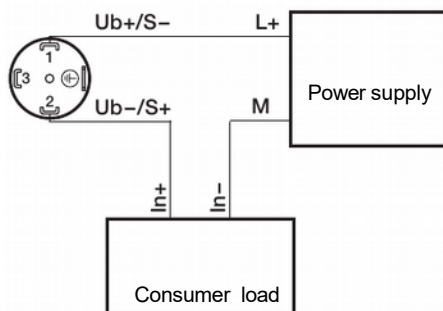 Ub+/S− L+
1
3
2
Power supply
Ub−/S+ M
In+ In−
Consumer load